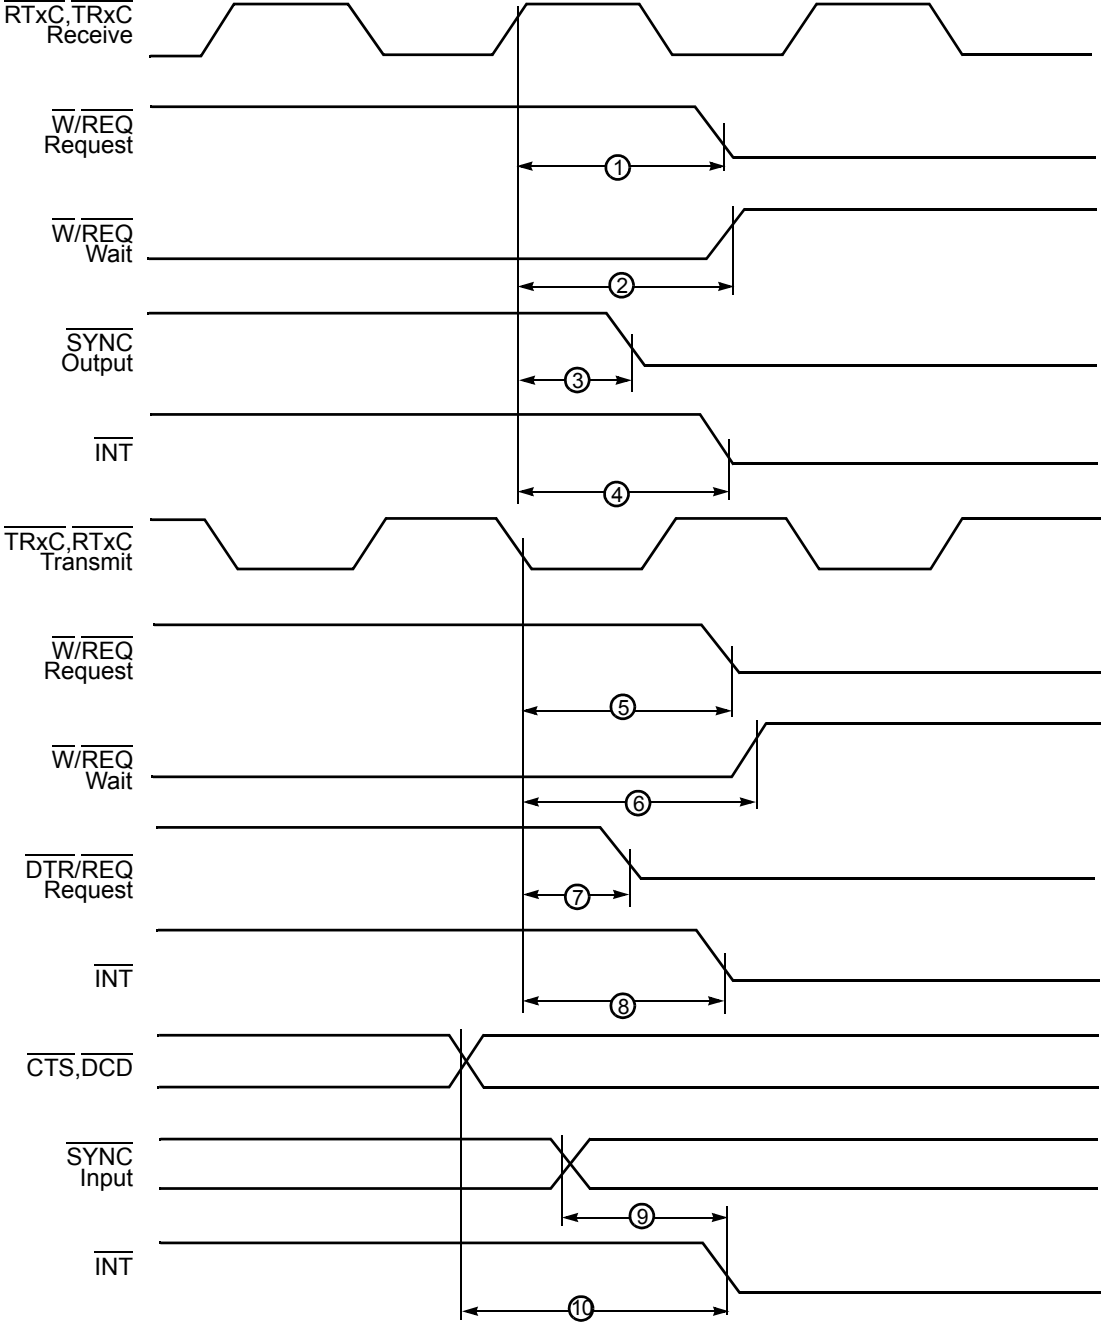 RTxC,TRxC
Receive
W/REQ
Request
1
W/REQ
Wait
2
SYNC
Output
3
INT
4
TRxC,RTxC
Transmit
W/REQ
Request
5
W/REQ
Wait
6
DTR/REQ
Request
7
INT
8
CTS,DCD
SYNC
Input
9
INT
10